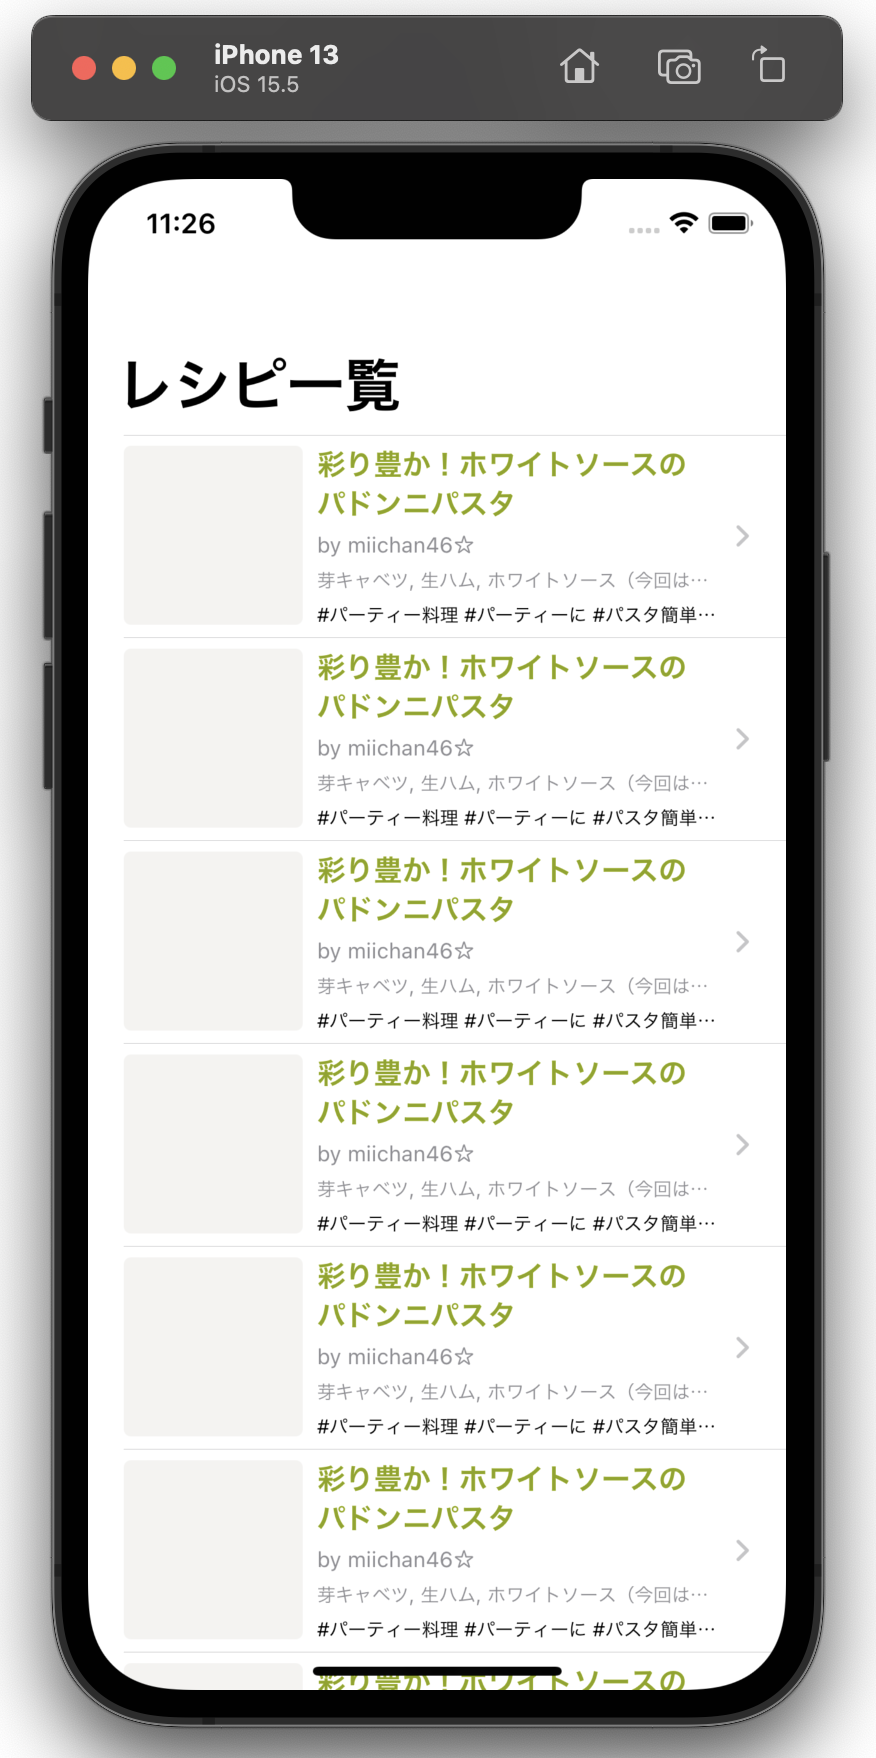 iPhone 13
iOS 15.5
11:26
レシピ一覧
彩り豊か！ホワイトソースの
パドンニパスタ
by miichan46☆
芽キャベツ, 生ハム, ホワイトソース（今回は…
#パーティー料理 #パーティーに #パスタ簡単…
彩り豊か！ホワイトソースの
パドンニパスタ
by miichan46☆
芽キャベツ, 生ハム, ホワイトソース（今回は…
#パーティー料理 #パーティーに #パスタ簡単…
彩り豊か！ホワイトソースの
パドンニパスタ
by miichan46☆
芽キャベツ, 生ハム, ホワイトソース（今回は…
#パーティー料理 #パーティーに #パスタ簡単…
彩り豊か！ホワイトソースの
パドンニパスタ
by miichan46☆
芽キャベツ, 生ハム, ホワイトソース（今回は…
#パーティー料理 #パーティーに #パスタ簡単…
彩り豊か！ホワイトソースの
パドンニパスタ
by miichan46☆
芽キャベツ, 生ハム, ホワイトソース（今回は…
#パーティー料理 #パーティーに #パスタ簡単…
彩り豊か！ホワイトソースの
パドンニパスタ
by miichan46☆
芽キャベツ, 生ハム, ホワイトソース（今回は…
#パーティー料理 #パーティーに #パスタ簡単…
彩り豊か！ホワイトソースの